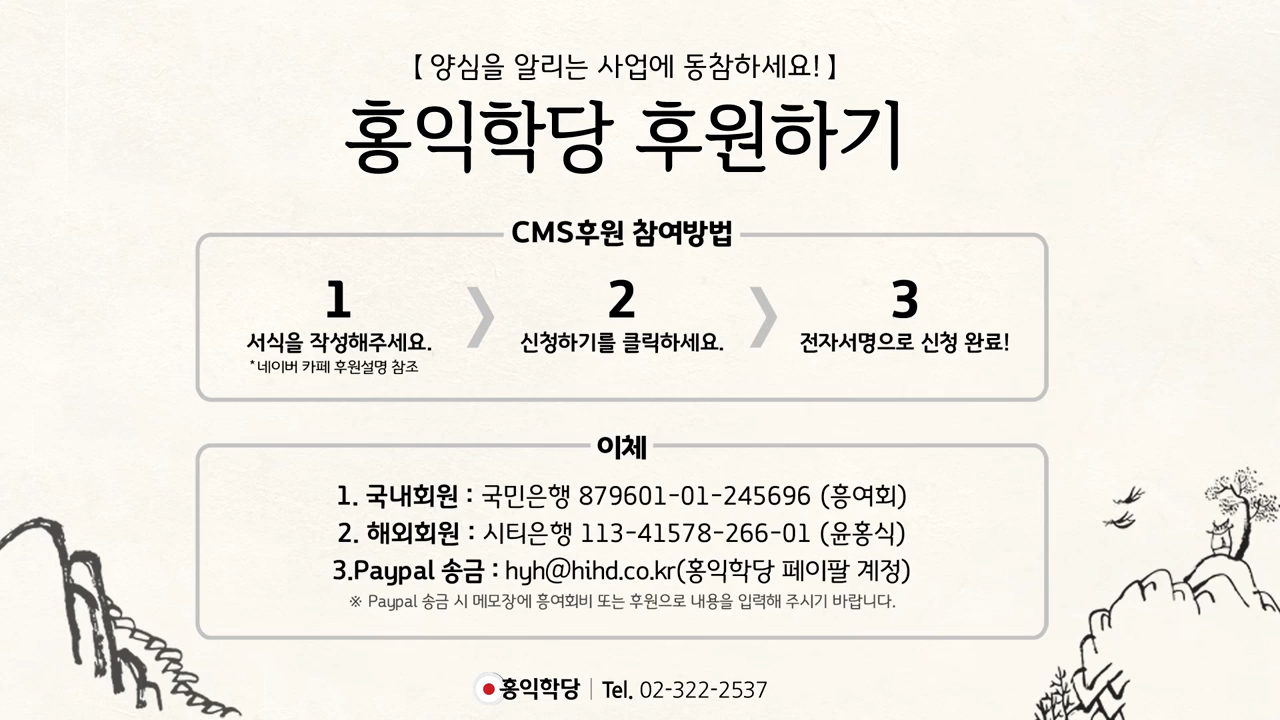 【 양심을 알리는 사업에 동참하세요! 】
홍익학당 후원하기
CMS후원 참여방법
1
서식을 작성해주세요.
*네이버 카페 후원설명 참조
2
신청하기를 클릭하세요.
3
전자서명으로 신청 완료!
이체
1. 국내회원 : 국민은행 879601-01-245696 (흥여회)
2. 해외회원 : 시티은행 113-41578-266-01 (윤홍식)
3.Paypal 송금 : hyh@hihd.co.kr(홍익학당 페이팔 계정)
※ Paypal 송금 시 메모장에 흥여회비 또는 후원으로 내용을 입력해 주시기 바랍니다.
홍익학당 | Tel. 02-322-2537